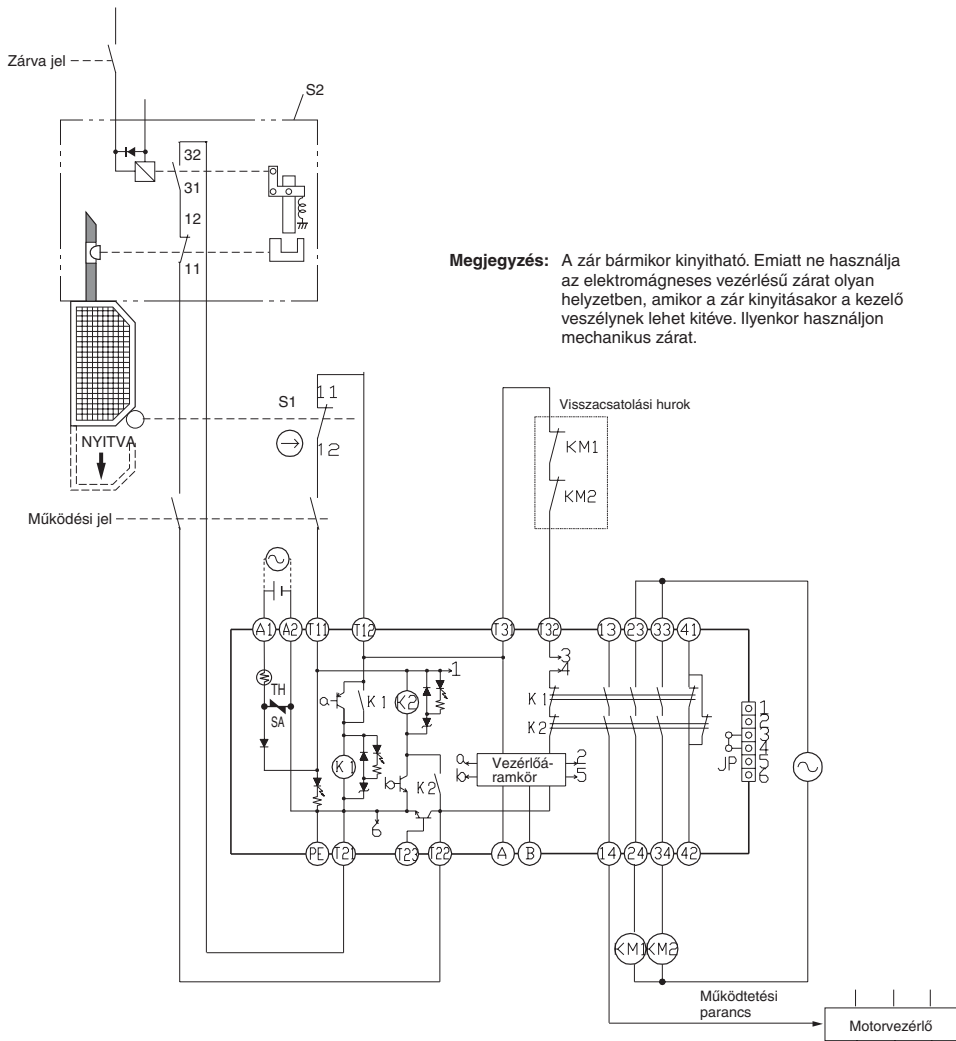 Zárva jel
S2
32
31
12
11
Megjegyzés: A zár bármikor kinyitható. Emiatt ne használja
az elektromágneses vezérlésű zárat olyan
helyzetben, amikor a zár kinyitásakor a kezelő
veszélynek lehet kitéve. Ilyenkor használjon
mechanikus zárat.
11
S1
12
Visszacsatolási hurok
KM1
KM2
NYITVA
Működési jel
A1 A2 T11 T12 T31 T32 13 23 33 41
1
3
4
TH
SA
a
K1
K2
K1
K2
K1
b
K2
a
b
Vezérlőá-
ramkör
2
5
6
JP
1
2
3
4
5
6
PE T21 T23 T22 A B 14 24 34 42
KM1 KM2
Működtetési
parancs
Motorvezérlő